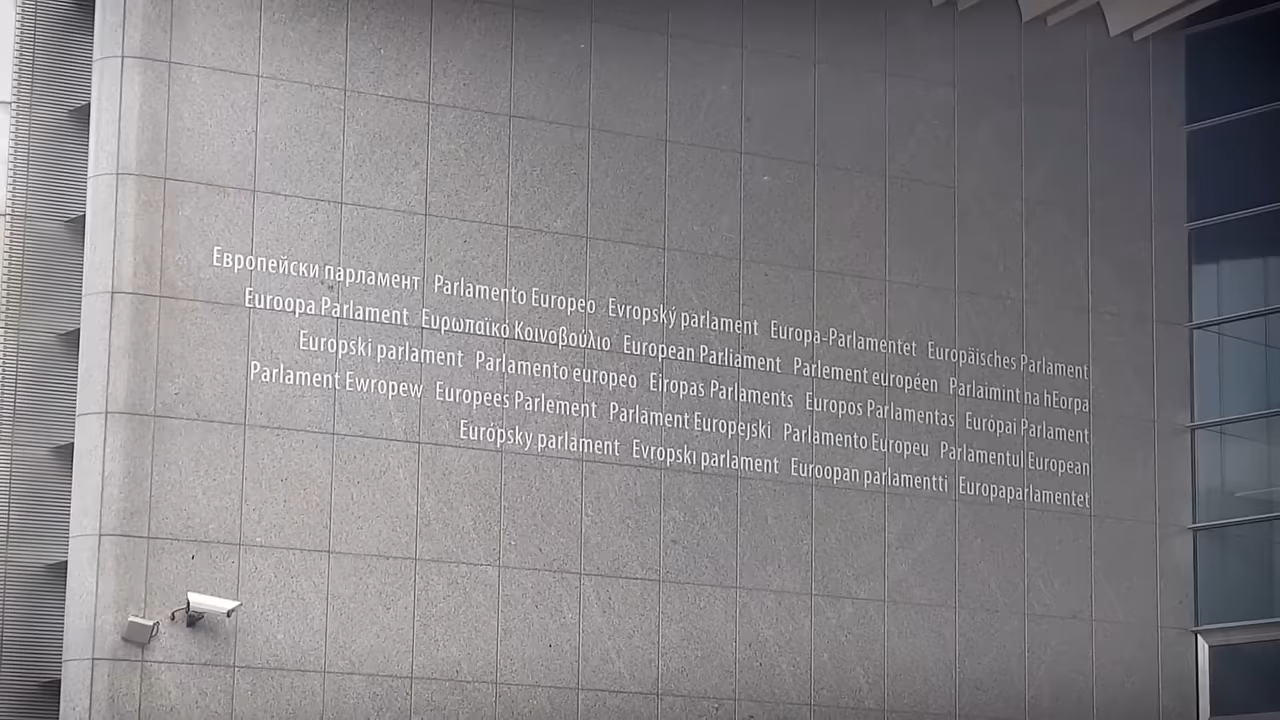 Европейски парламент Parlamento Europeo Evropský parlament Europa-Parlamentet Europäisches Parlament
Euroopa Parlament Ευρωπαϊκό Κοινοβούλιο European Parliament Parlement européen Parlaimint na hEorpa
Europski parlament Parlamento europeo Eiropas Parlaments Europos Parlamentas Európai Parlament
Parlament Ewropew Europees Parlement Parlament Europejski Parlamento Europeu Parlamentul European
Európsky parlament Evropski parlament Euroopan parlamentti Europaparlamentet